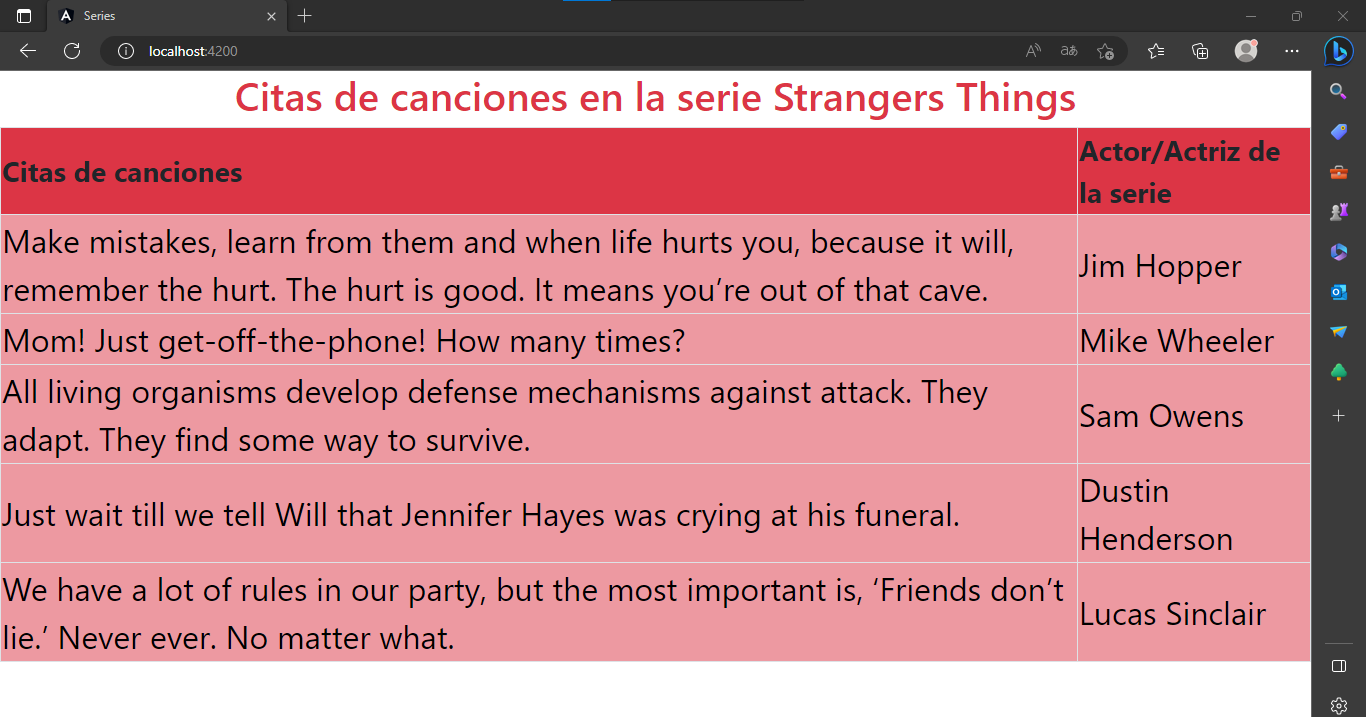 Series
localhost:4200
Citas de canciones en la serie Strangers Things
Citas de canciones
Actor/Actriz de
la serie
Make mistakes, learn from them and when life hurts you, because it will,
remember the hurt. The hurt is good. It means you’re out of that cave.
Jim Hopper
Mom! Just get-off-the-phone! How many times?
Mike Wheeler
All living organisms develop defense mechanisms against attack. They
adapt. They find some way to survive.
Sam Owens
Just wait till we tell Will that Jennifer Hayes was crying at his funeral.
Dustin
Henderson
We have a lot of rules in our party, but the most important is, ‘Friends don’t
lie.’ Never ever. No matter what.
Lucas Sinclair